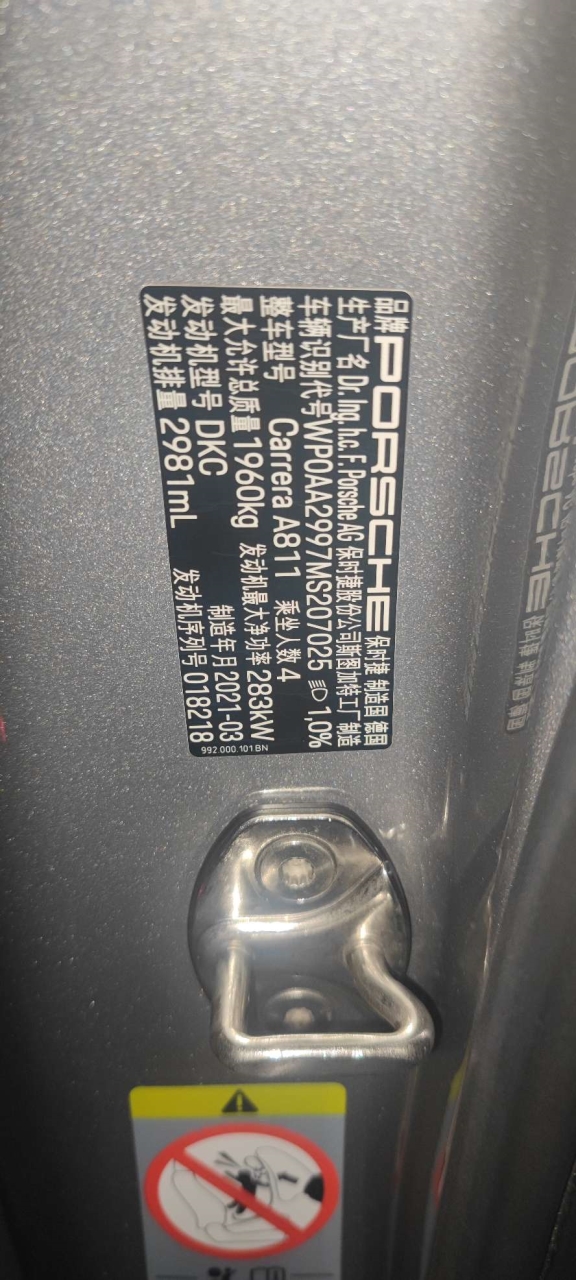 品牌 PORSCHE 保时捷 制造国 德国
生产厂名 Dr. Ing. h.c. F. Porsche AG 保时捷股份公司斯图加特工厂制造
车辆识别代号 WP0AA2997MS207025 1,0%
整车型号 Carrera A811 乘坐人数 4
最大允许总质量 1960kg 发动机最大净功率 283kW
发动机型号 DKC 制造年月 2021-03
发动机排量 2981mL 发动机序列号 018218
992 000 101 BN